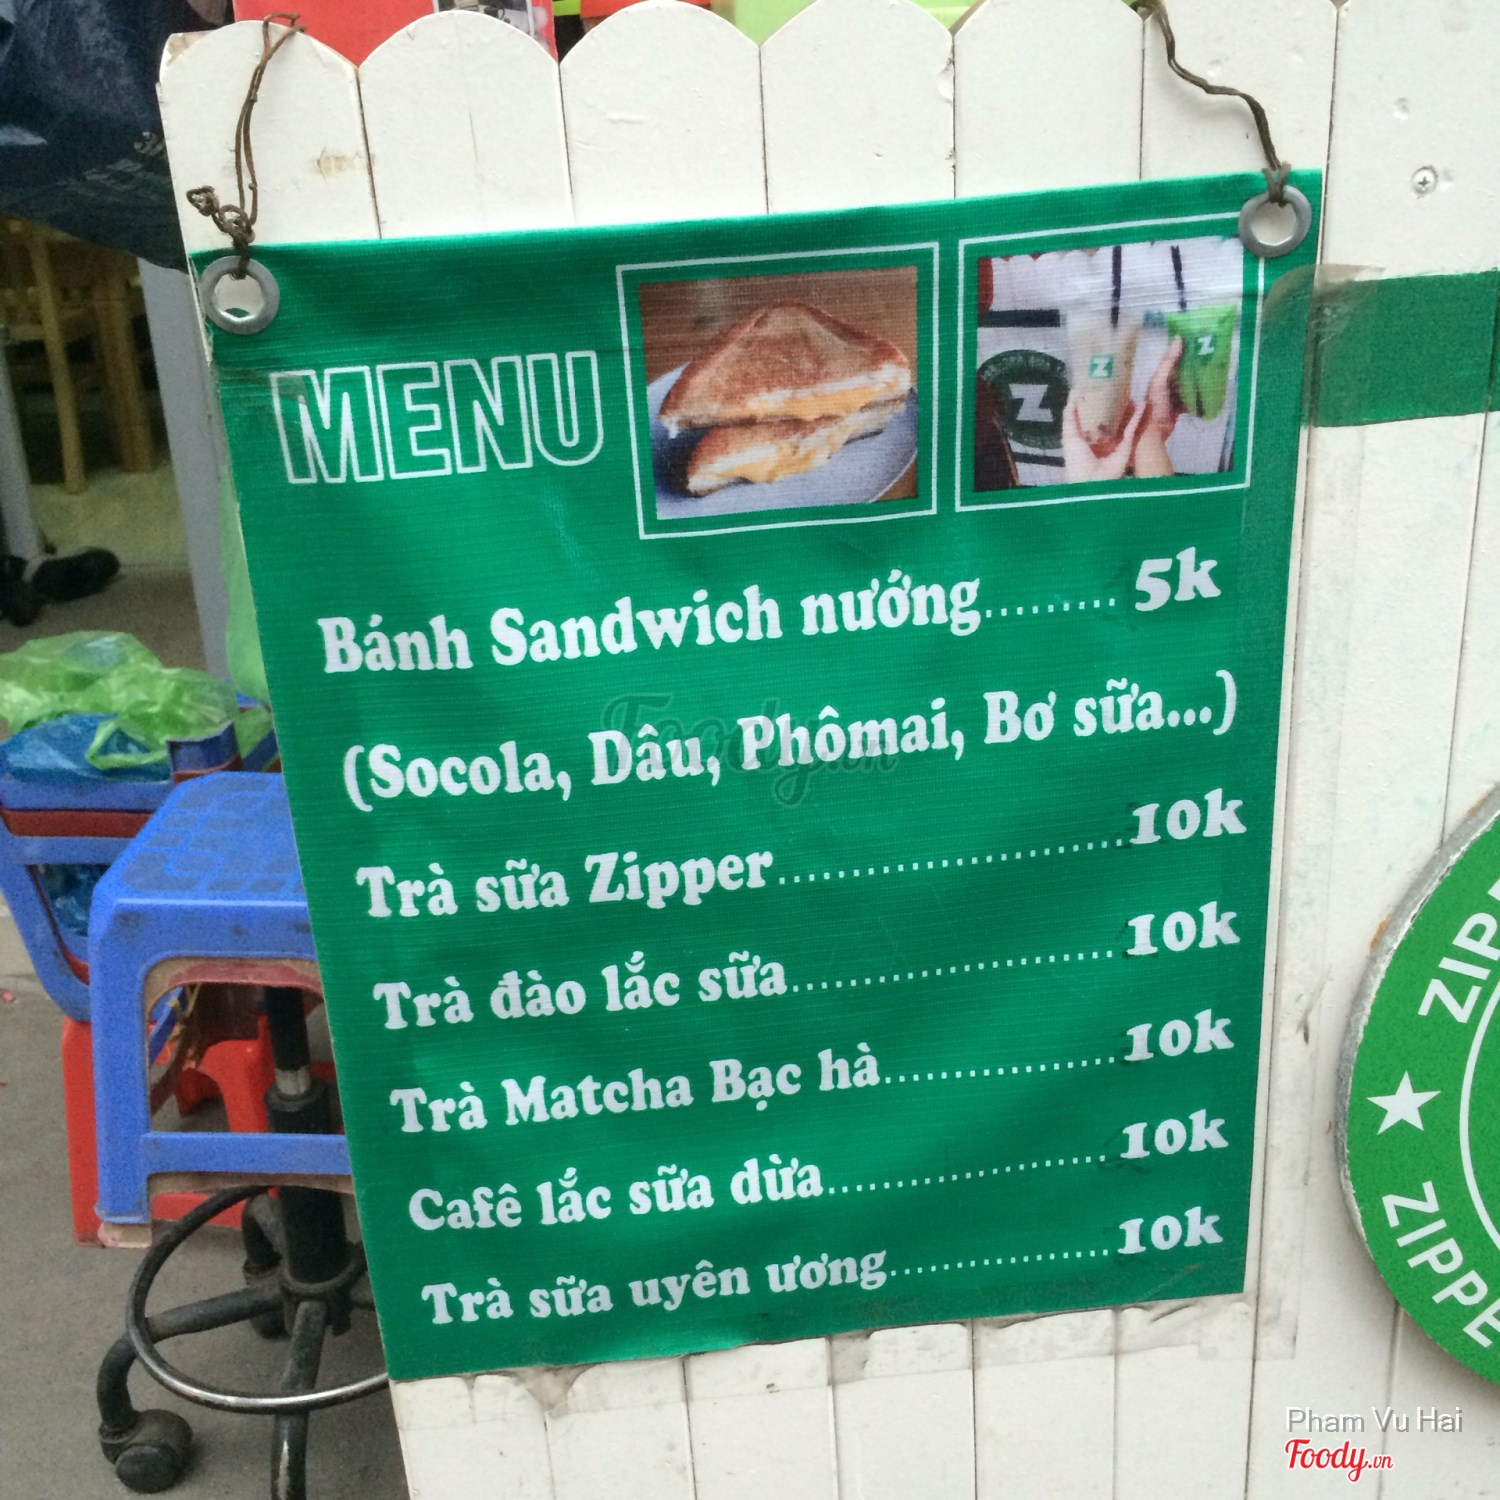 MENU
Z
Z
Z
Bánh Sandwich nướng......... 5k
(Socola, Dâu, Phômai, Bơ sữa...)
Trà sữa Zipper..............................10k
Trà đào lắc sữa...........................10k
Trà Matcha Bạc hà...................10k
Cafê lắc sữa dừa.......................10k
Trà sữa uyên ương..................10k
Foody.vn
Pham Vu Hai
Foody.vn